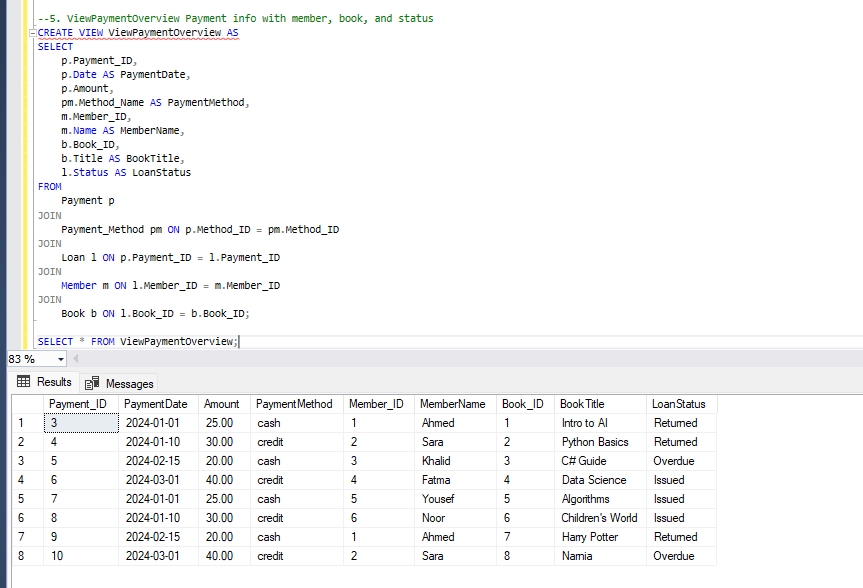 --5. ViewPaymentOverview Payment info with member, book, and status
CREATE VIEW ViewPaymentOverview AS
SELECT
p.Payment_ID,
p.Date AS PaymentDate,
p.Amount,
pm.Method_Name AS PaymentMethod,
m.Member_ID,
m.Name AS MemberName,
b.Book_ID,
b.Title AS BookTitle,
l.Status AS LoanStatus
FROM
Payment p
JOIN
Payment_Method pm ON p.Method_ID = pm.Method_ID
JOIN
Loan l ON p.Payment_ID = l.Payment_ID
JOIN
Member m ON l.Member_ID = m.Member_ID
JOIN
Book b ON l.Book_ID = b.Book_ID;
SELECT * FROM ViewPaymentOverview;
83 %
Results Messages
Payment_ID PaymentDate Amount PaymentMethod Member_ID MemberName Book_ID BookTitle LoanStatus
1 3 2024-01-01 25.00 cash 1 Ahmed 1 Intro to AI Returned
2 4 2024-01-10 30.00 credit 2 Sara 2 Python Basics Returned
3 5 2024-02-15 20.00 cash 3 Khalid 3 C# Guide Overdue
4 6 2024-03-01 40.00 credit 4 Fatma 4 Data Science Issued
5 7 2024-01-01 25.00 cash 5 Yousef 5 Algorithms Issued
6 8 2024-01-10 30.00 credit 6 Noor 6 Children's World Issued
7 9 2024-02-15 20.00 cash 1 Ahmed 7 Harry Potter Returned
8 10 2024-03-01 40.00 credit 2 Sara 8 Narnia Overdue